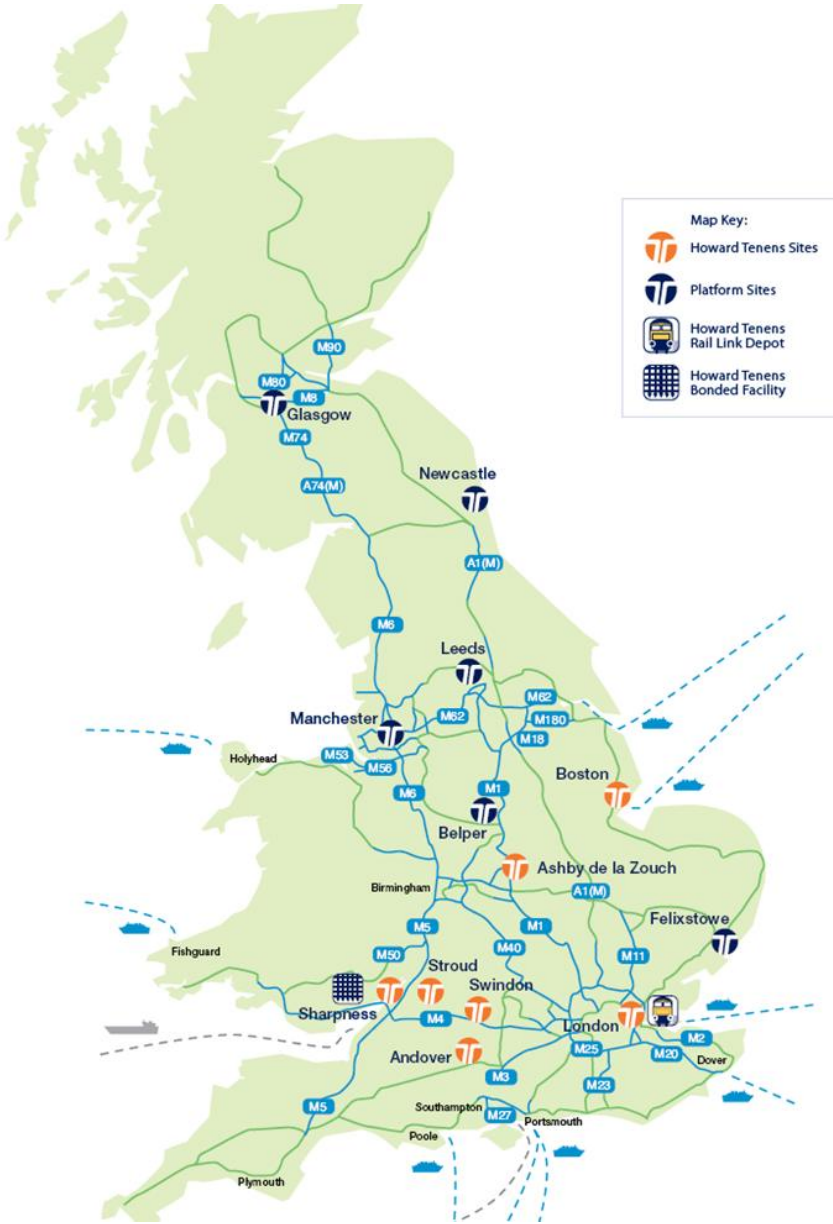 Map Key:
Howard Tenens Sites
Platform Sites
Howard Tenens
Rail Link Depot
Howard Tenens
Bonded Facility
M90
M80
M8
Glasgow
M74
Newcastle
A74(M)
A1(M)
M6
Leeds
M62
Manchester
M62
M180
M18
M53
Holyhead
M56
Boston
M6
M1
Belper
Ashby de la Zouch
Birmingham
A1(M)
Felixstowe
M5
M1
M40
Fishguard
M50
M11
Stroud
Swindon
Sharpness
M4
London
M2
M25
M20
Dover
Andover
M3
M23
M5
Southampton
M27
Portsmouth
Poole
Plymouth